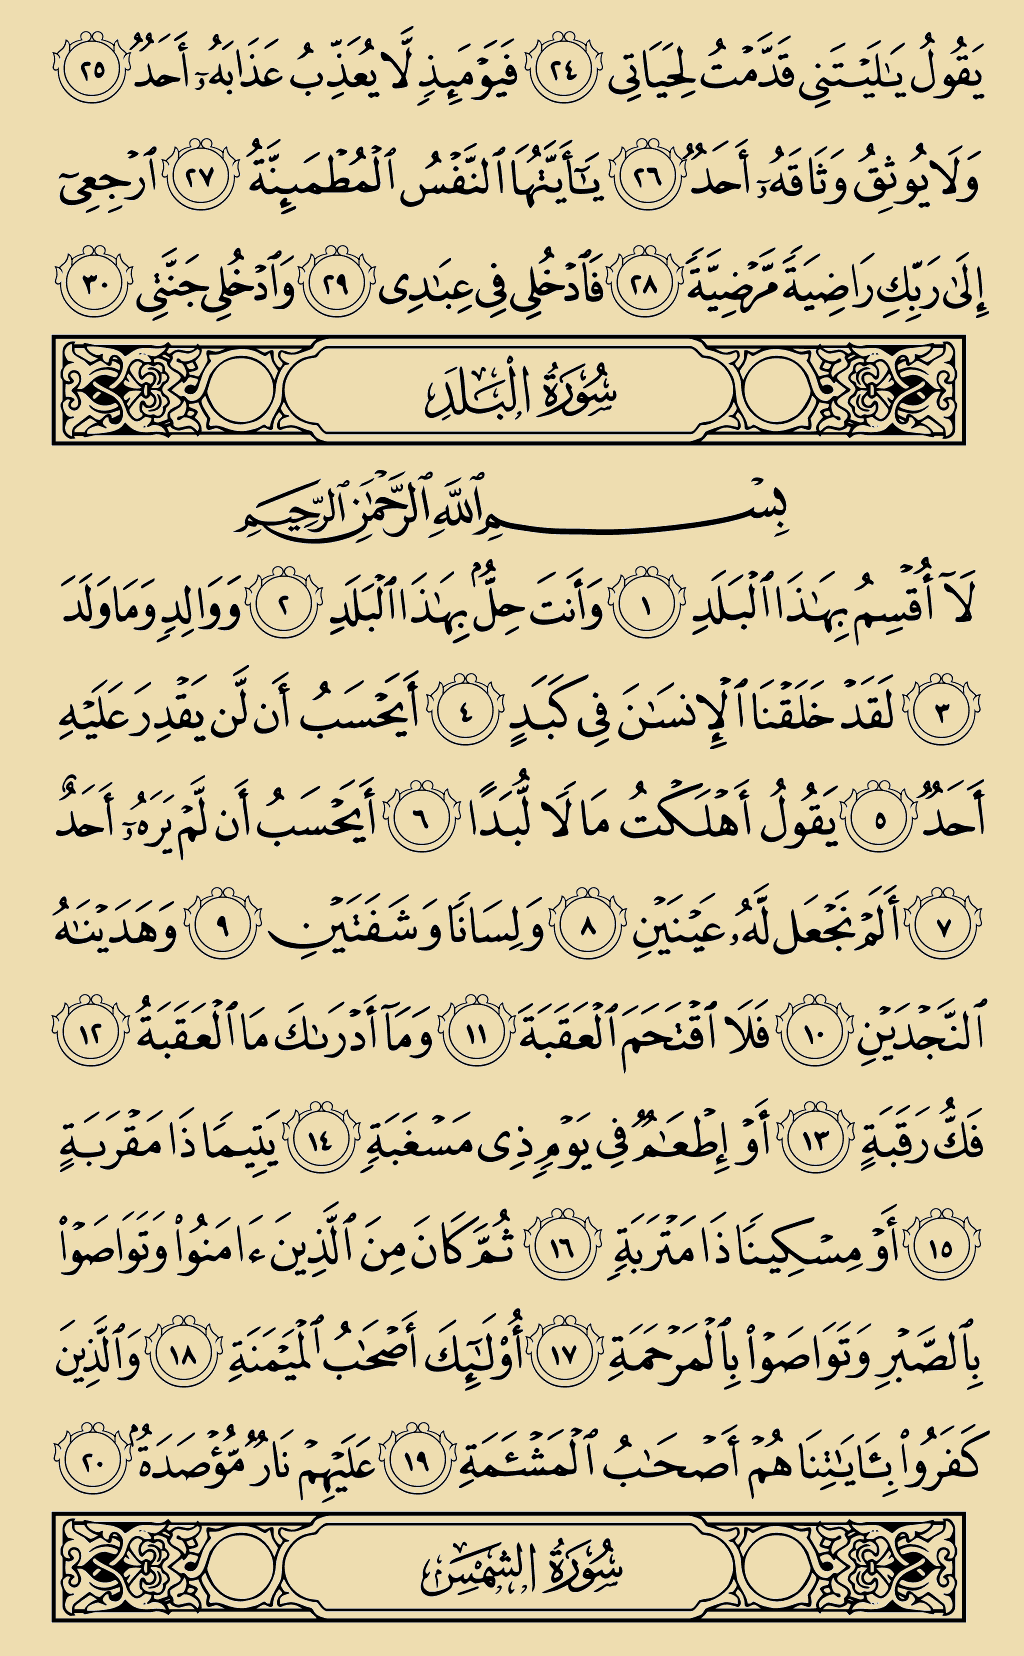 يَقُولُ يَـٰلَيْتَنِى قَدَّمْتُ لِحَيَاتِى ٢٤ فَيَوْمَئِذٍ لَّا يُعَذِّبُ عَذَابَهُۥٓ أَحَدٌ ٢٥
وَلَا يُوثِقُ وَثَاقَهُۥٓ أَحَدٌ ٢٦ يَـٰٓأَيَّتُهَا ٱلنَّفْسُ ٱلْمُطْمَئِنَّةُ ٢٧ ٱرْجِعِىٓ
إِلَىٰ رَبِّكِ رَاضِيَةً مَّرْضِيَّةً ٢٨ فَٱدْخُلِى فِى عِبَـٰدِى ٢٩ وَٱدْخُلِى جَنَّتِى ٣٠
سُورَةُ الْبَلَدِ
بِسْمِ ٱللَّهِ ٱلرَّحْمَـٰنِ ٱلرَّحِيمِ
لَآ أُقْسِمُ بِهَـٰذَا ٱلْبَلَدِ ١ وَأَنتَ حِلٌّۢ بِهَـٰذَا ٱلْبَلَدِ ٢ وَوَالِدٍ وَمَا وَلَدَ
٣ لَقَدْ خَلَقْنَا ٱلْإِنسَـٰنَ فِى كَبَدٍ ٤ أَيَحْسَبُ أَن لَّن يَقْدِرَ عَلَيْهِ
أَحَدٌ ٥ يَقُولُ أَهْلَكْتُ مَالًا لُّبَدًا ٦ أَيَحْسَبُ أَن لَّمْ يَرَهُۥٓ أَحَدٌ
٧ أَلَمْ نَجْعَل لَّهُۥ عَيْنَيْنِ ٨ وَلِسَانًا وَشَفَتَيْنِ ٩ وَهَدَيْنَـٰهُ
ٱلنَّجْدَيْنِ ١٠ فَلَا ٱقْتَحَمَ ٱلْعَقَبَةَ ١١ وَمَآ أَدْرَىٰكَ مَا ٱلْعَقَبَةُ ١٢
فَكُّ رَقَبَةٍ ١٣ أَوْ إِطْعَـٰمٌ فِى يَوْمٍ ذِى مَسْغَبَةٍ ١٤ يَتِيمًا ذَا مَقْرَبَةٍ
١٥ أَوْ مِسْكِينًا ذَا مَتْرَبَةٍ ١٦ ثُمَّ كَانَ مِنَ ٱلَّذِينَ ءَامَنُوا۟ وَتَوَاصَوْا۟
بِٱلصَّبْرِ وَتَوَاصَوْا۟ بِٱلْمَرْحَمَةِ ١٧ أُو۟لَـٰٓئِكَ أَصْحَـٰبُ ٱلْمَيْمَنَةِ ١٨ وَٱلَّذِينَ
كَفَرُوا۟ بِـَٔايَـٰتِنَا هُمْ أَصْحَـٰبُ ٱلْمَشْـَٔمَةِ ١٩ عَلَيْهِمْ نَارٌ مُّؤْصَدَةٌۢ ٢٠
سُورَةُ الشَّمْسِ